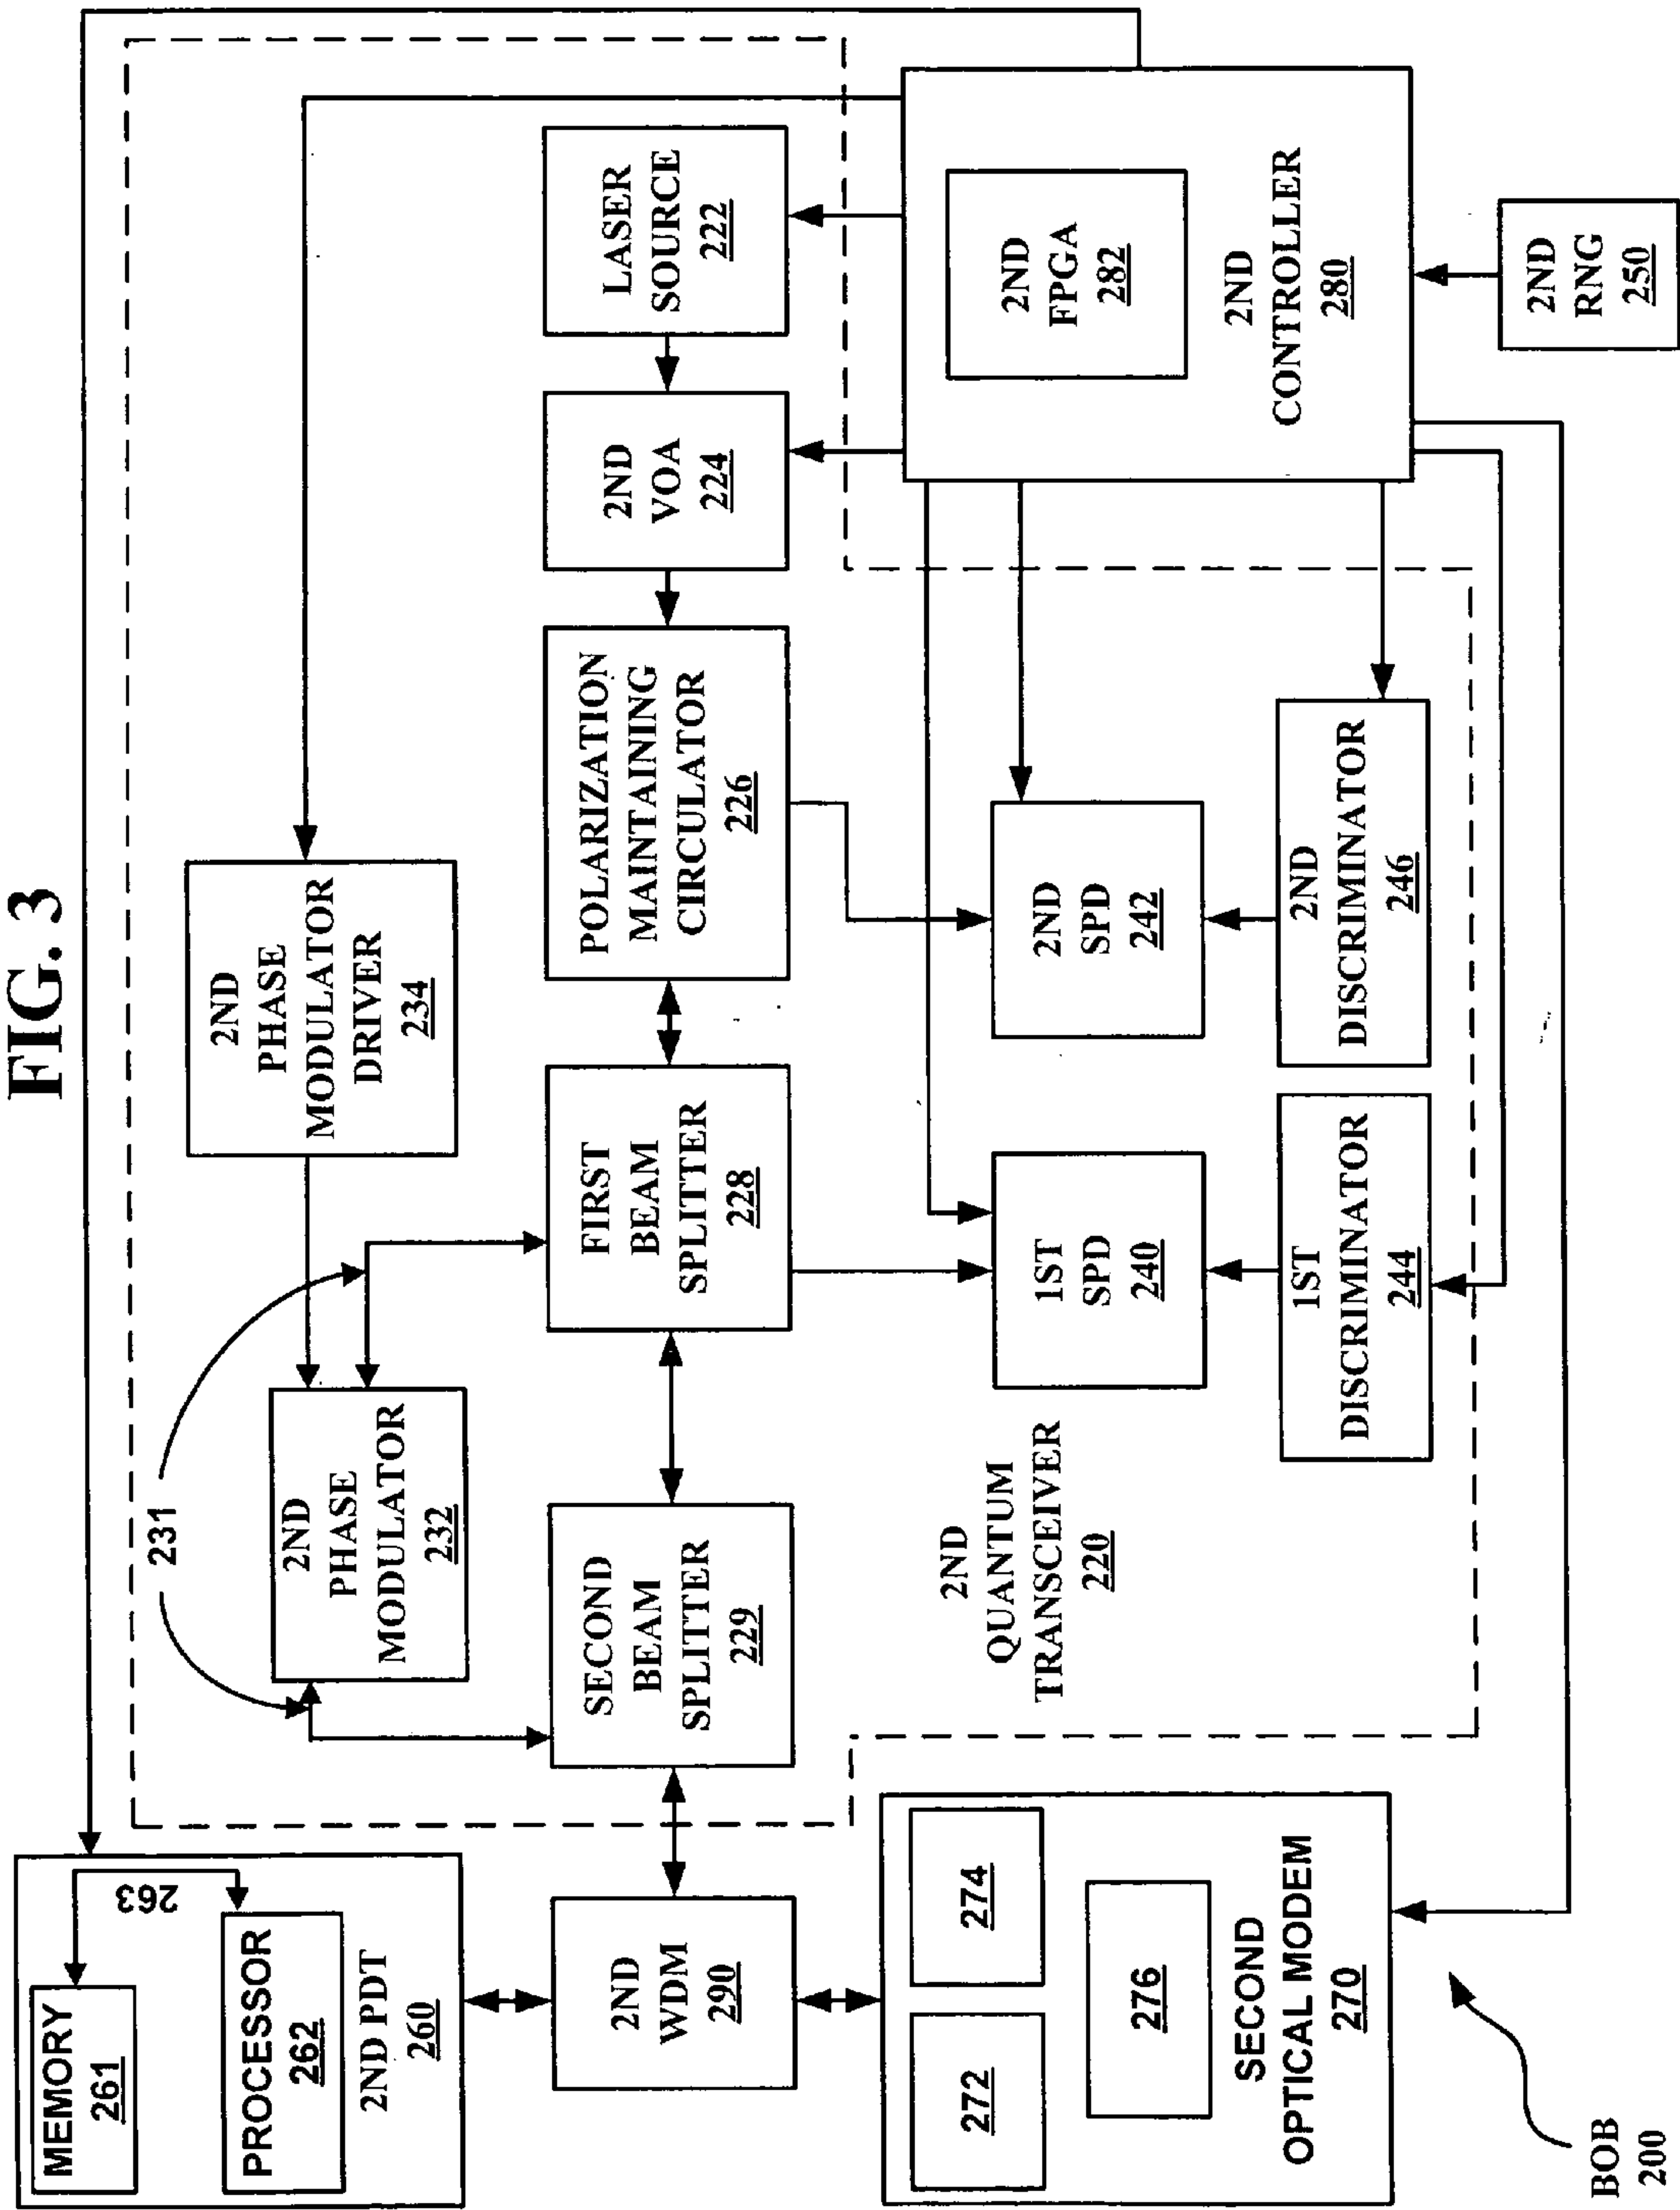 FIG. 3
MEMORY
261
263
PROCESSOR
262
2ND PDT
260
231
2ND
PHASE
MODULATOR
232
2ND
PHASE
MODULATOR
DRIVER
234
2ND
WDM
290
SECOND
BEAM
SPLITTER
229
FIRST
BEAM
SPLITTER
228
POLARIZATION
MAINTAINING
CIRCULATOR
226
2ND
VOA
224
LASER
SOURCE
222
272
274
276
SECOND
OPTICAL MODEM
270
2ND
QUANTUM
TRANSCEIVER
220
1ST
SPD
240
2ND
SPD
242
1ST
DISCRIMINATOR
244
2ND
DISCRIMINATOR
246
2ND
FPGA
282
2ND
CONTROLLER
280
2ND
RNG
250
BOB
200